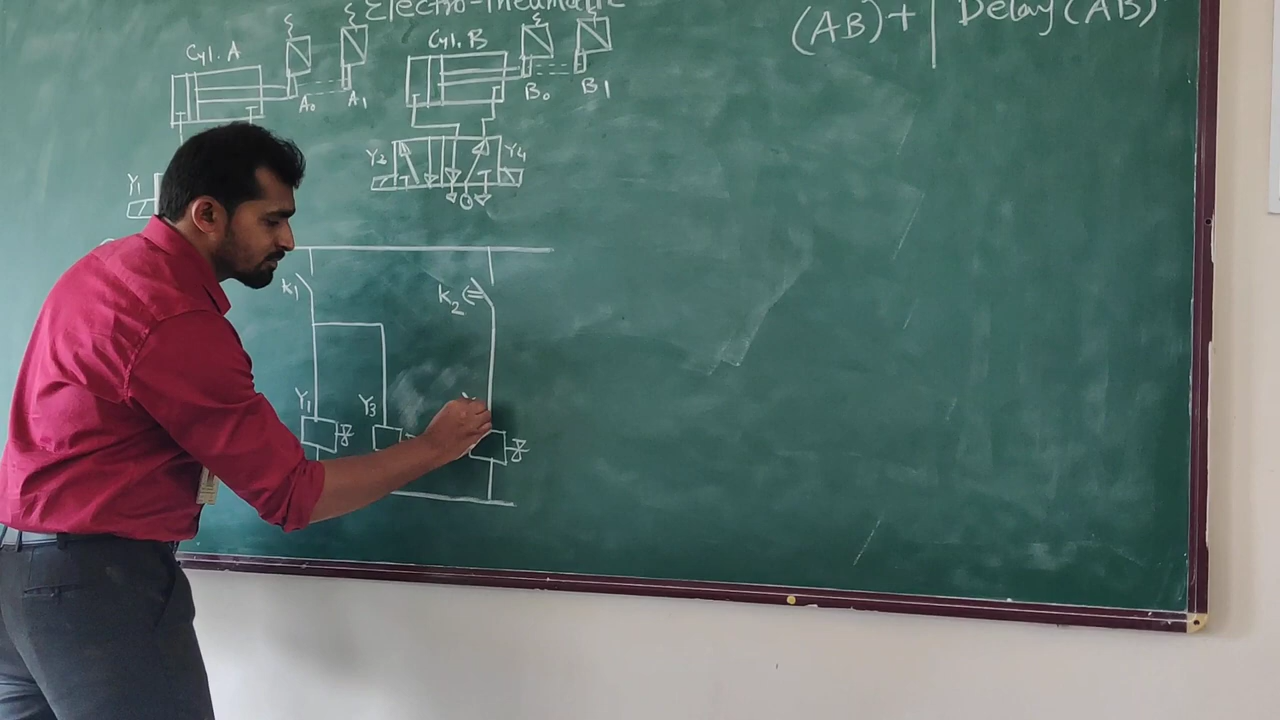 Electro-Pneumatic
(AB)+ | Delay (AB)-
Cyl. A
Cyl. B
A0 A1
B0 B1
Y1
Y2 Y4
K1
K2
Y1 Y3